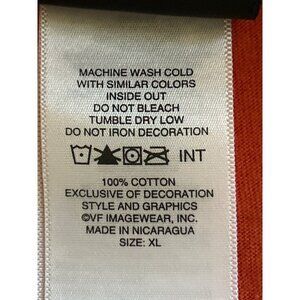 MACHINE WASH COLD
WITH SIMILAR COLORS
INSIDE OUT
DO NOT BLEACH
TUMBLE DRY LOW
DO NOT IRON DECORATION
INT
100% COTTON
EXCLUSIVE OF DECORATION
STYLE AND GRAPHICS
©VF IMAGEWEAR, INC.
MADE IN NICARAGUA
SIZE: XL